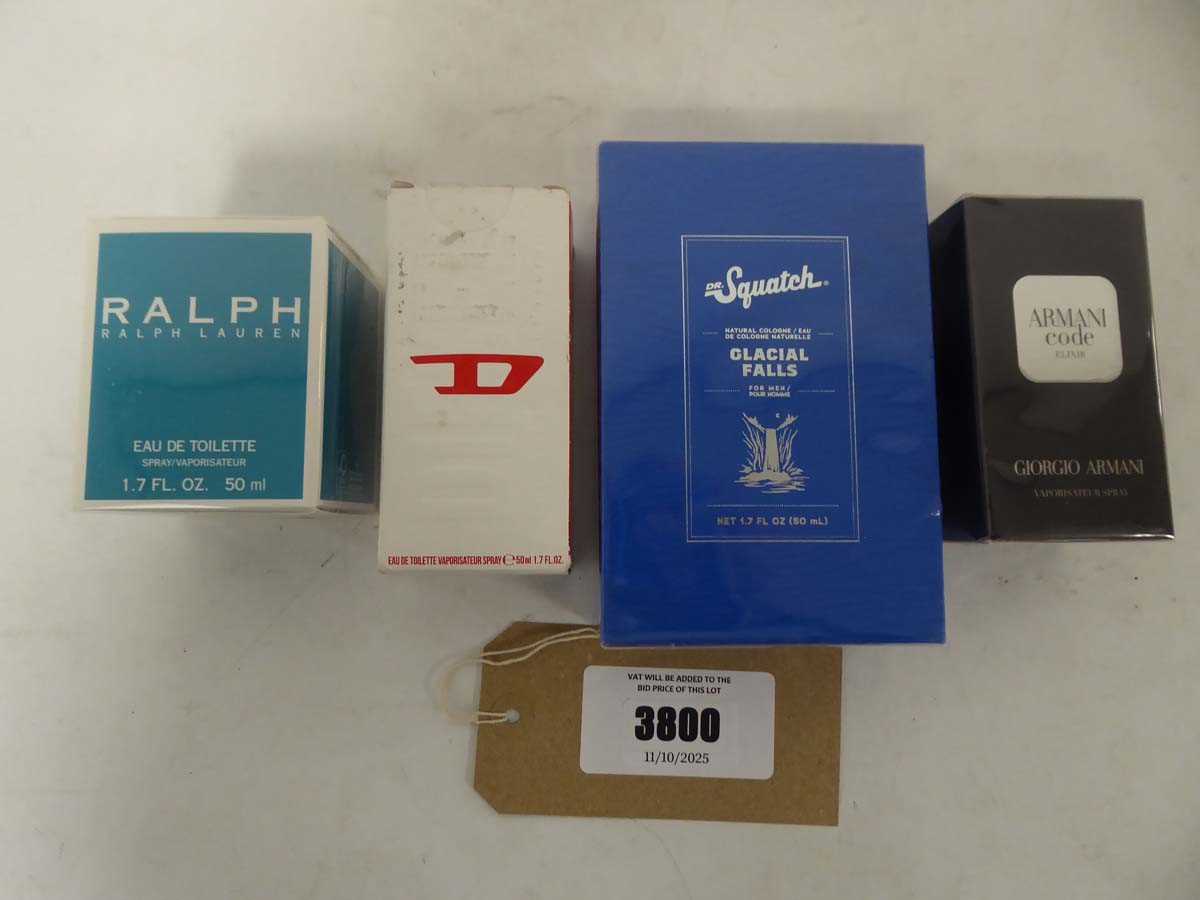 RALPH
RALPH LAUREN
EAU DE TOILETTE
SPRAY/VAPORISATEUR
1.7 FL. OZ. 50 ml
D
EAU DE TOILETTE VAPORISATEUR SPRAY e 50 ml 1.7 FL.OZ.
DR. Squatch®
NATURAL COLOGNE / EAU
DE COLOGNE NATURELLE
GLACIAL
FALLS
FOR MEN /
POUR HOMME
NET 1.7 FL OZ (50 mL)
ARMANI
code
ELIXIR
GIORGIO ARMANI
VAPORISATEUR SPRAY
VAT WILL BE ADDED TO THE
BID PRICE OF THIS LOT
3800
11/10/2025